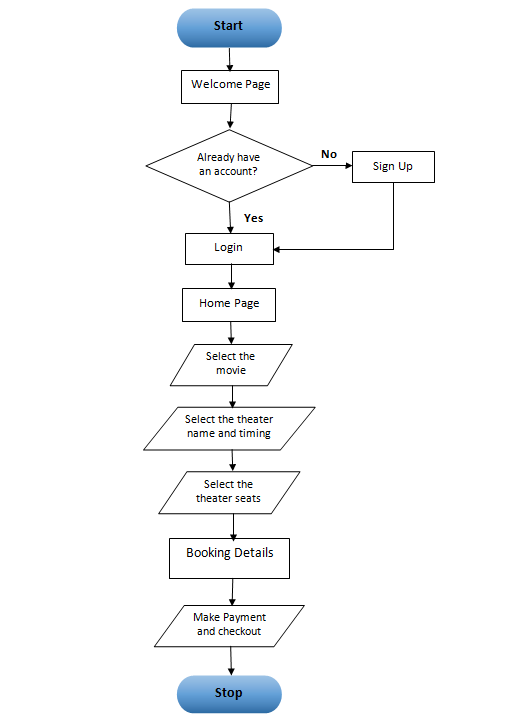 Start
Welcome Page
Already have
an account?
No
Sign Up
Yes
Login
Home Page
Select the
movie
Select the theater
name and timing
Select the
theater seats
Booking Details
Make Payment
and checkout
Stop